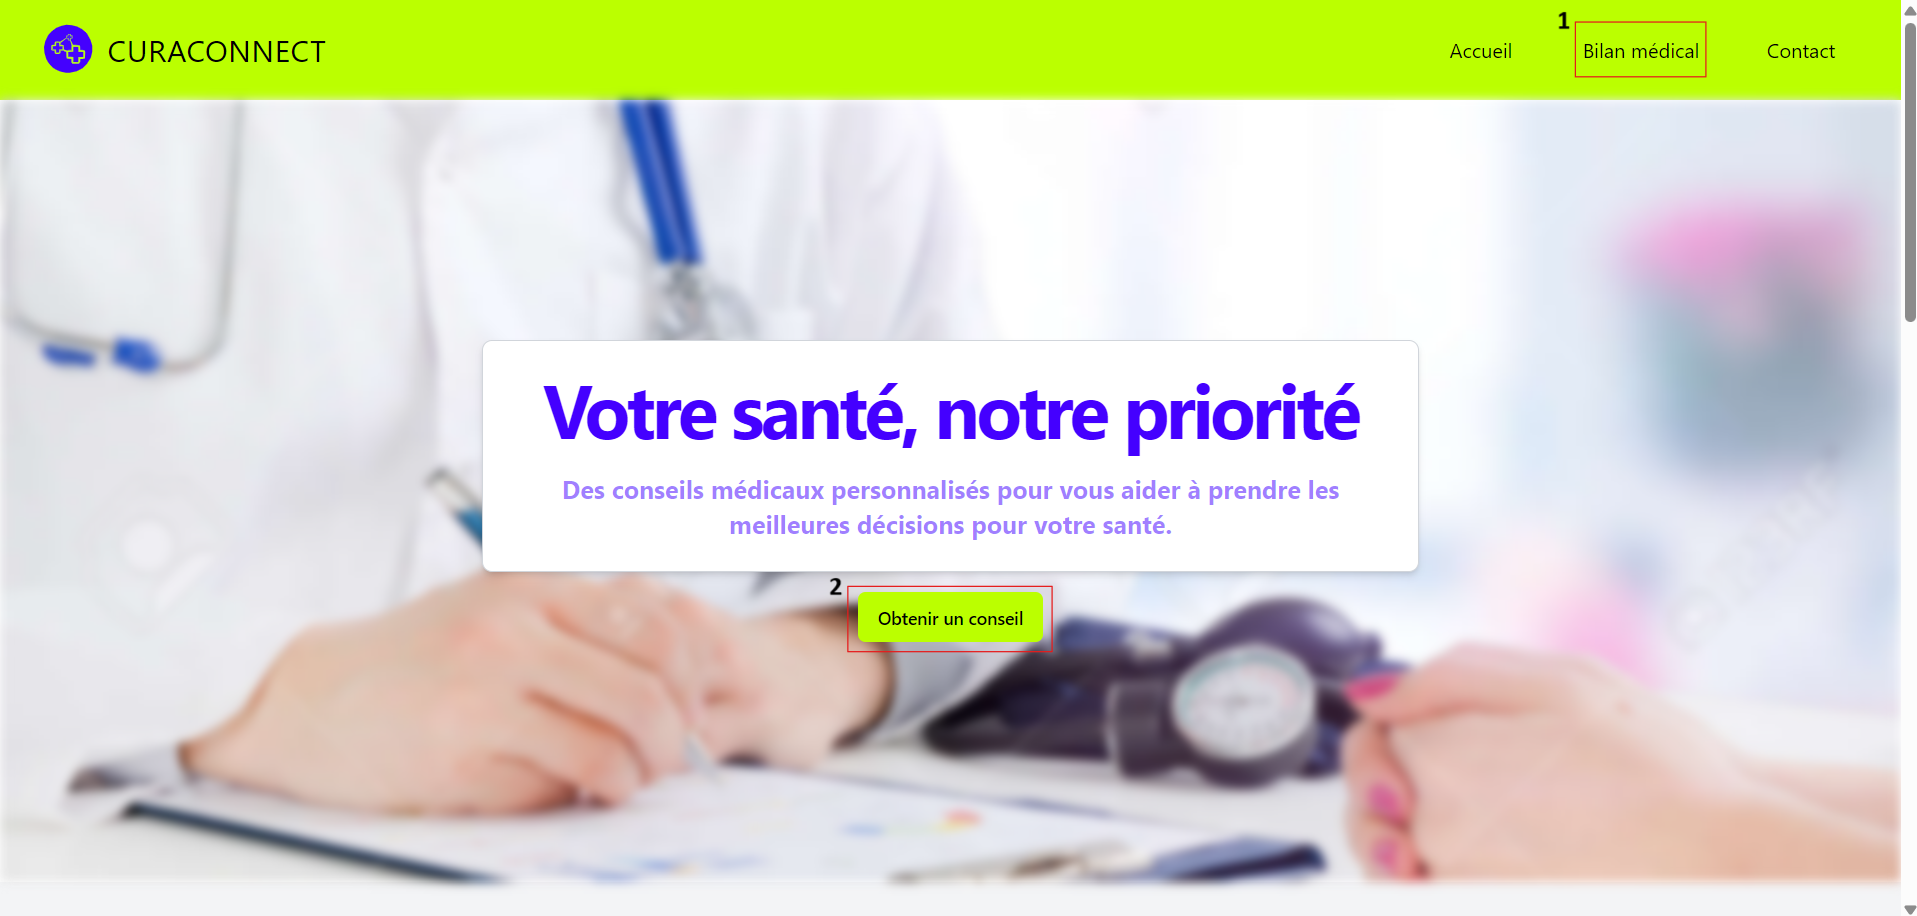 CURACONNECT
Accueil
1
Bilan médical
Contact
Votre santé, notre priorité
Des conseils médicaux personnalisés pour vous aider à prendre les
meilleures décisions pour votre santé.
2
Obtenir un conseil